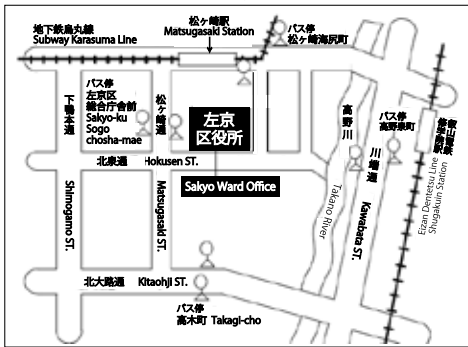 地下鉄烏丸線
Subway Karasuma Line
松ヶ崎駅
Matsugasaki Station
バス停
松ヶ崎海尻町
下鴨本通
バス停
左京区
総合庁舎前
Sakyo-ku
Sogo
chosha-mae
松ヶ崎通
左京
区役所
高野川
川端通
バス停
高野泉町
叡山電鉄
修学院駅
北泉通 Hokusen ST.
Sakyo Ward Office
Shimogamo ST.
Matsugasaki ST.
Takano River
Kawabata ST.
Eizan Dentetsu Line
Shugakuin Station
北大路通 Kitaohji ST.
バス停
高木町 Takagi-cho